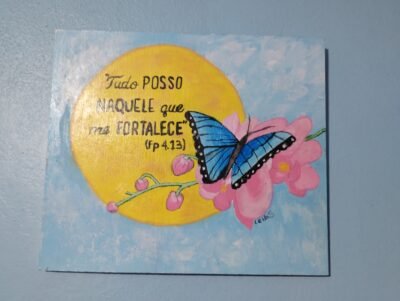 "Tudo POSSO
NAQUELE que
me FORTALECE"
(Fp 4.13)